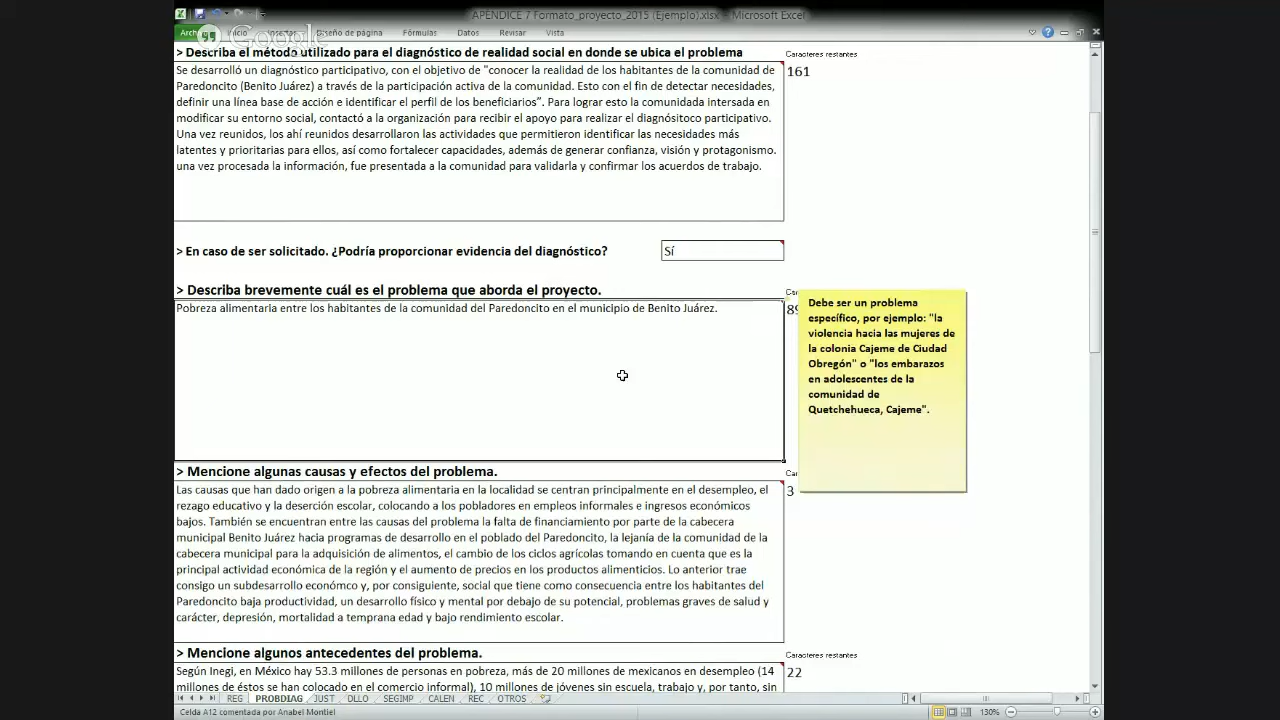 APENDICE 7 Formato_proyecto_2015 (Ejemplo).xlsx - Microsoft Excel
Google
Archivo Inicio Insertar Diseño de página Fórmulas Datos Revisar Vista
> Describa el método utilizado para el diagnóstico de realidad social en donde se ubica el problema
Caracteres restantes
161
Se desarrolló un diagnóstico participativo, con el objetivo de "conocer la realidad de los habitantes de la comunidad de
Paredoncito (Benito Juárez) a través de la participación activa de la comunidad. Esto con el fin de detectar necesidades,
definir una línea base de acción e identificar el perfil de los beneficiarios”. Para lograr esto la comunidada intersada en
modificar su entorno social, contactó a la organización para recibir el apoyo para realizar el diagnósitoco participativo.
Una vez reunidos, los ahí reunidos desarrollaron las actividades que permitieron identificar las necesidades más
latentes y prioritarias para ellos, así como fortalecer capacidades, además de generar confianza, visión y protagonismo.
una vez procesada la información, fue presentada a la comunidad para validarla y confirmar los acuerdos de trabajo.
> En caso de ser solicitado. ¿Podría proporcionar evidencia del diagnóstico?
Sí
> Describa brevemente cuál es el problema que aborda el proyecto.
Pobreza alimentaria entre los habitantes de la comunidad del Paredoncito en el municipio de Benito Juárez.
Debe ser un problema
específico, por ejemplo: "la
violencia hacia las mujeres de
la colonia Cajeme de Ciudad
Obregón" o "los embarazos
en adolescentes de la
comunidad de
Quetchehueca, Cajeme".
> Mencione algunas causas y efectos del problema.
3
Las causas que han dado origen a la pobreza alimentaria en la localidad se centran principalmente en el desempleo, el
rezago educativo y la deserción escolar, colocando a los pobladores en empleos informales e ingresos económicos
bajos. También se encuentran entre las causas del problema la falta de financiamiento por parte de la cabecera
municipal Benito Juárez hacia programas de desarrollo en el poblado del Paredoncito, la lejanía de la comunidad de la
cabecera municipal para la adquisición de alimentos, el cambio de los ciclos agrícolas tomando en cuenta que es la
principal actividad económica de la región y el aumento de precios en los productos alimenticios. Lo anterior trae
consigo un subdesarrollo económco y, por consiguiente, social que tiene como consecuencia entre los habitantes del
Paredoncito baja productividad, un desarrollo físico y mental por debajo de su potencial, problemas graves de salud y
carácter, depresión, mortalidad a temprana edad y bajo rendimiento escolar.
> Mencione algunos antecedentes del problema.
Caracteres restantes
22
Según Inegi, en México hay 53.3 millones de personas en pobreza, más de 20 millones de mexicanos en desempleo (14
millones de éstos se han colocado en el comercio informal), 10 millones de jóvenes sin escuela, trabajo y, por tanto, sin
REG PROBDIAG JUST DLLO SEGIMP CALEN REC OTROS
Celda A12 comentada por Anabel Montiel
130%